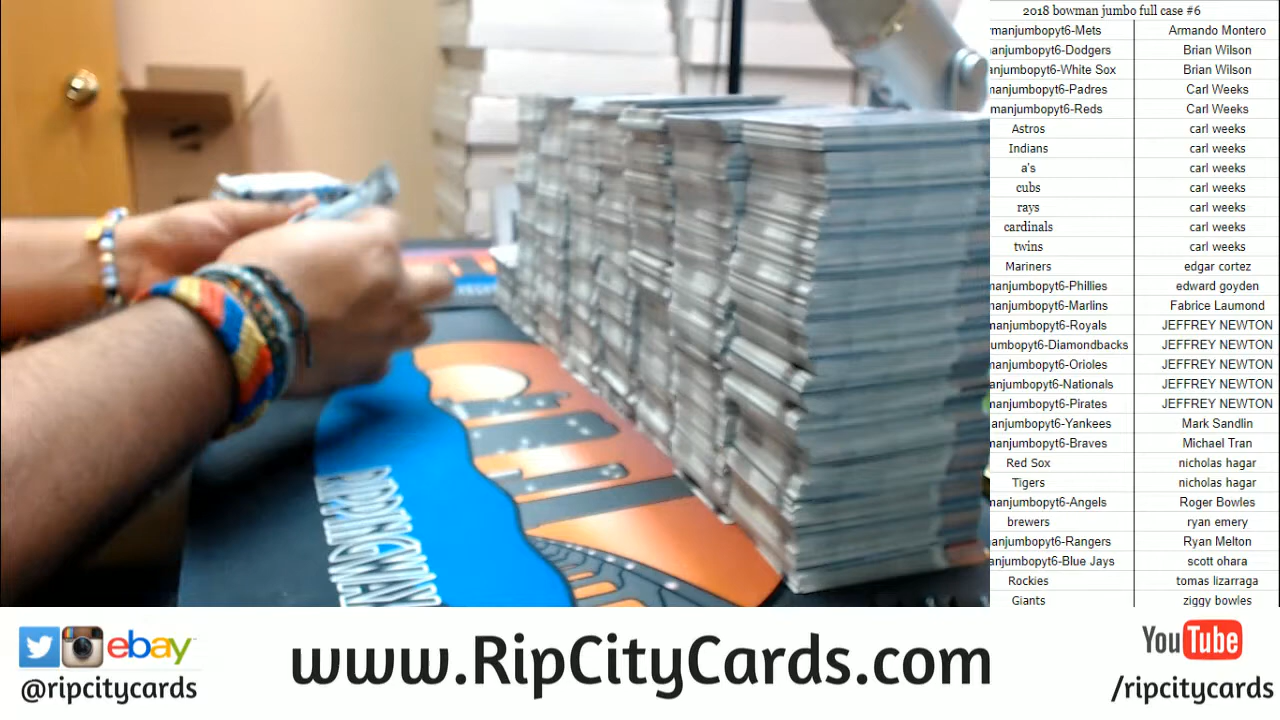 2018 bowman jumbo full case #6
manjumbopyt6-Mets Armando Montero
anjumbopyt6-Dodgers Brian Wilson
anjumbopyt6-White Sox Brian Wilson
manjumbopyt6-Padres Carl Weeks
manjumbopyt6-Reds Carl Weeks
Astros carl weeks
Indians carl weeks
a's carl weeks
cubs carl weeks
rays carl weeks
cardinals carl weeks
twins carl weeks
Mariners edgar cortez
manjumbopyt6-Phillies edward goyden
manjumbopyt6-Marlins Fabrice Laumond
manjumbopyt6-Royals JEFFREY NEWTON
umbopyt6-Diamondbacks JEFFREY NEWTON
manjumbopyt6-Orioles JEFFREY NEWTON
anjumbopyt6-Nationals JEFFREY NEWTON
manjumbopyt6-Pirates JEFFREY NEWTON
manjumbopyt6-Yankees Mark Sandlin
manjumbopyt6-Braves Michael Tran
Red Sox nicholas hagar
Tigers nicholas hagar
manjumbopyt6-Angels Roger Bowles
brewers ryan emery
manjumbopyt6-Rangers Ryan Melton
anjumbopyt6-Blue Jays scott ohara
Rockies tomas lizarraga
Giants ziggy bowles
ebay
@ripcitycards
www.RipCityCards.com
YouTube
/ripcitycards